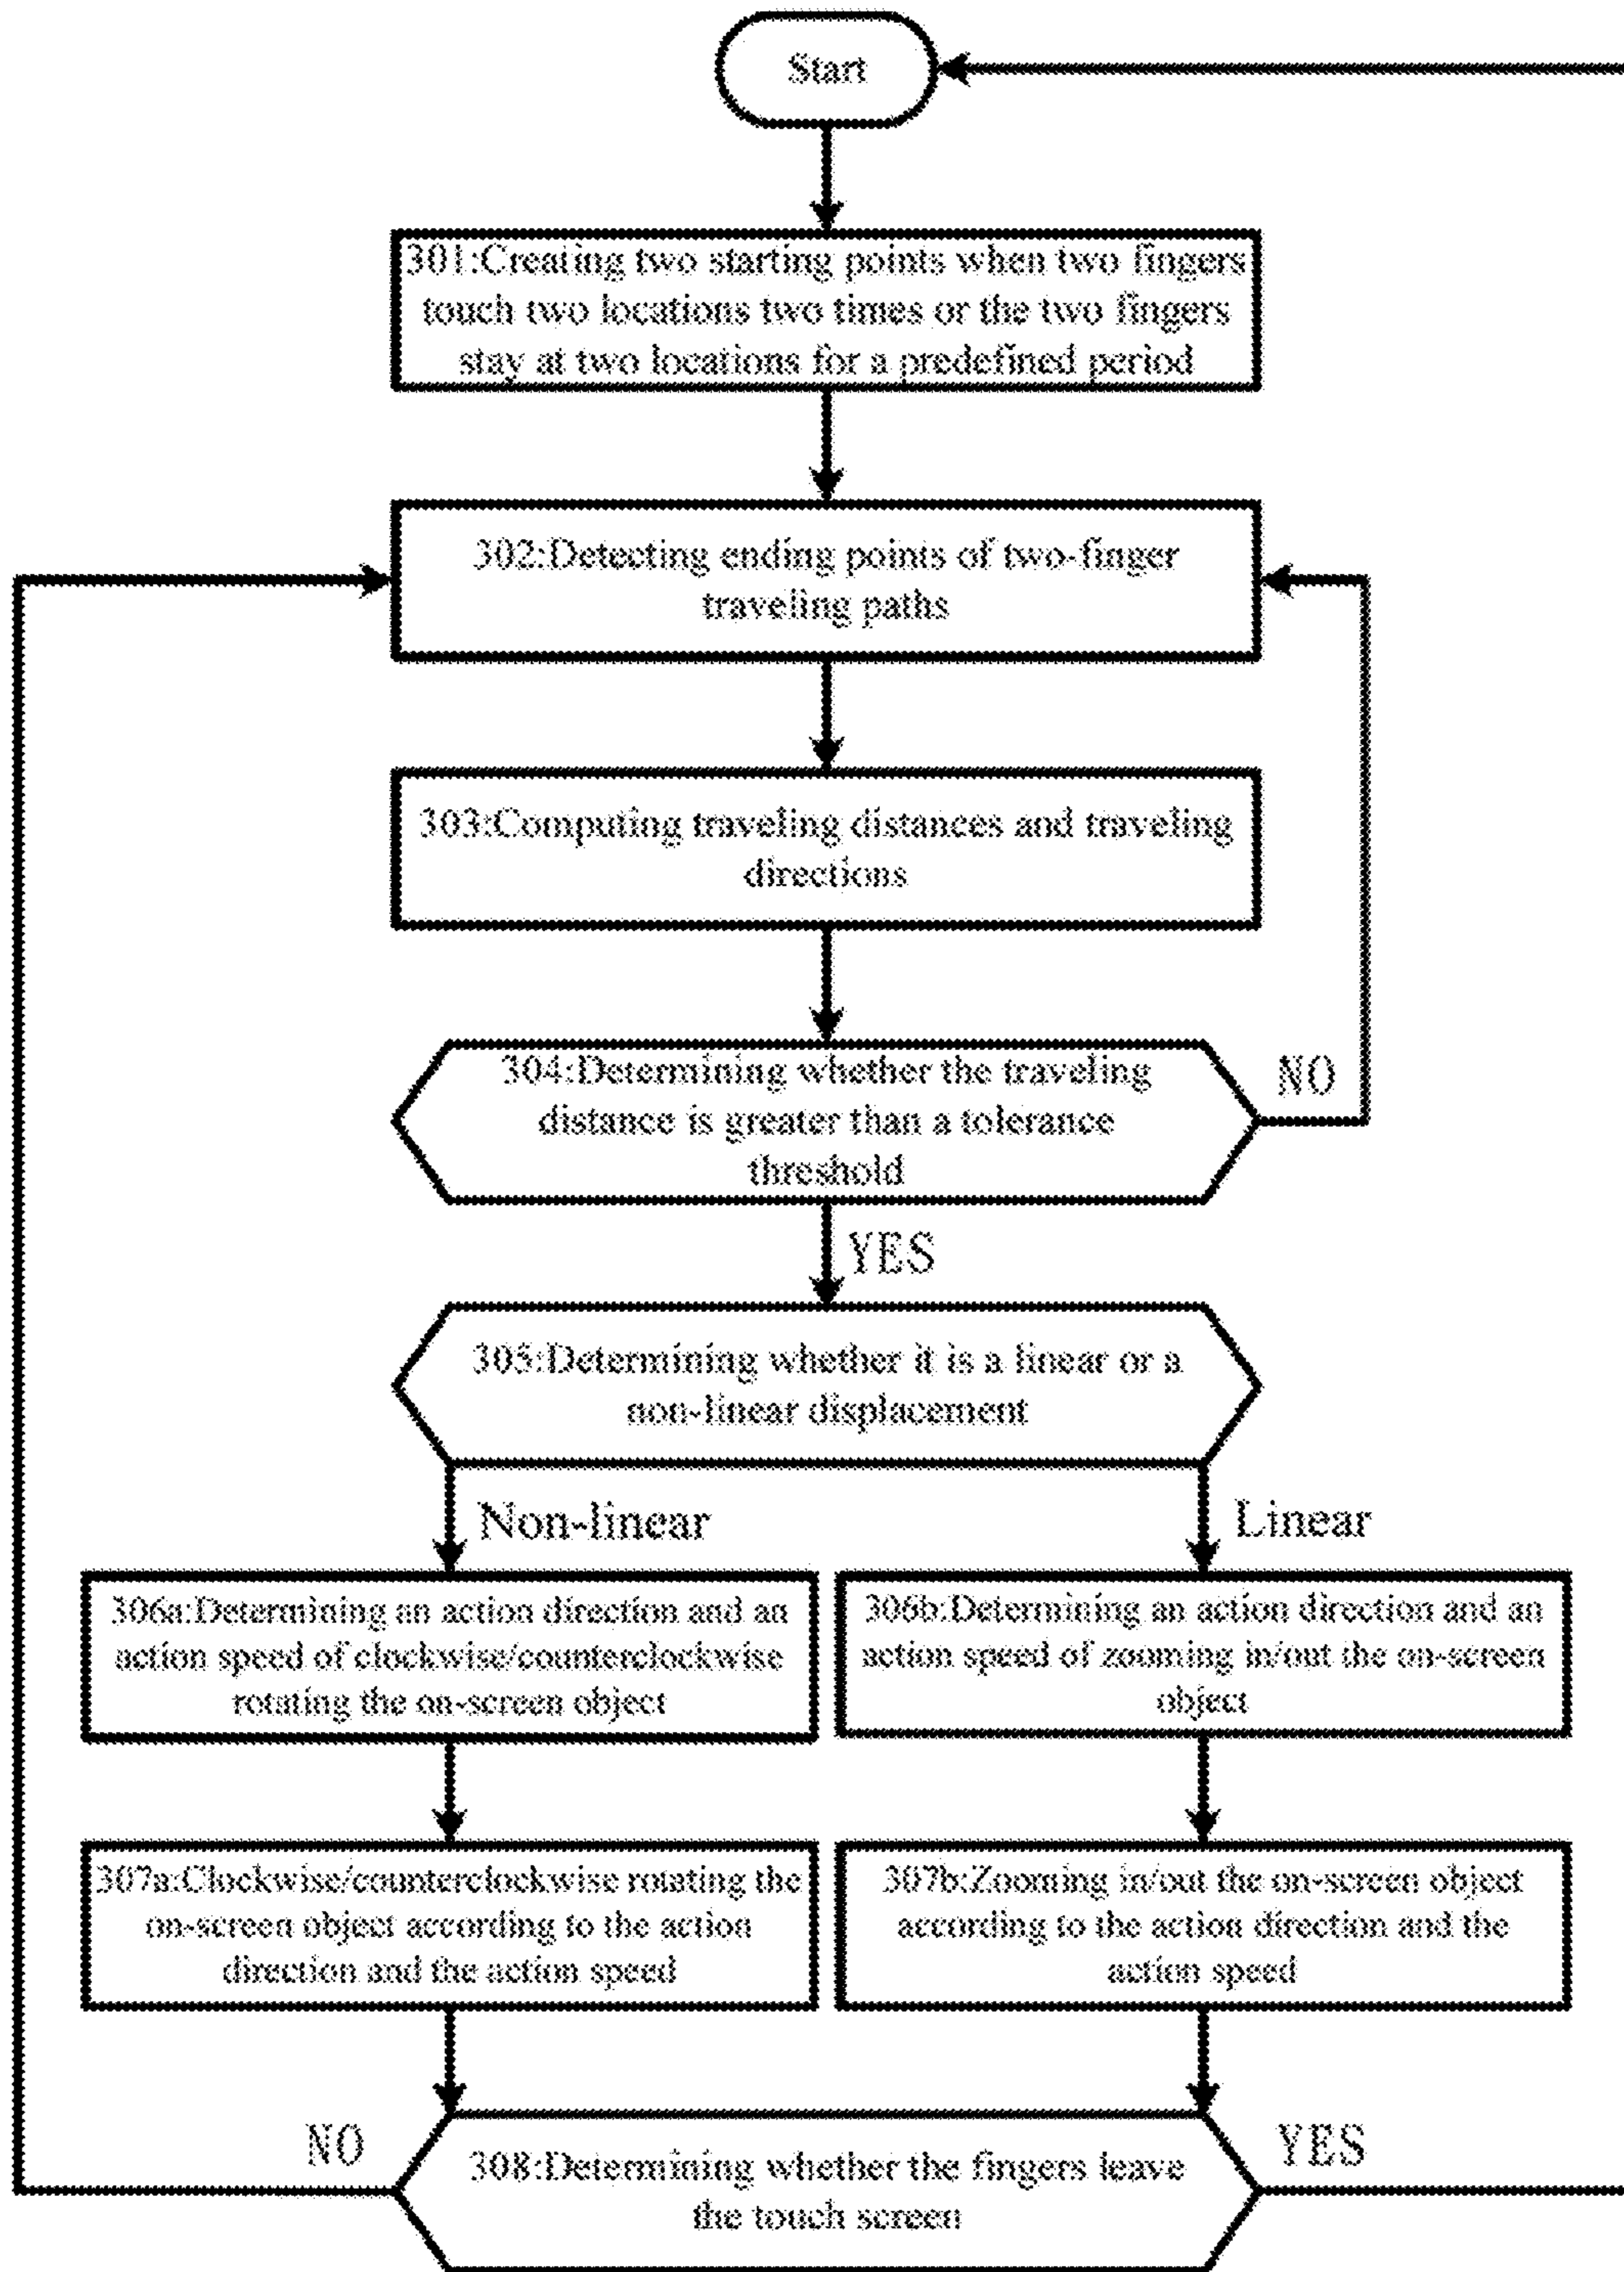 Start
301:Creating two starting points when two fingers
touch two locations two times or the two fingers
stay at two locations for a predefined period
302:Detecting ending points of two-finger
traveling paths
303:Computing traveling distances and traveling
directions
304:Determining whether the traveling
distance is greater than a tolerance
threshold
NO
YES
305:Determining whether it is a linear or a
non-linear displacement
Non-linear
Linear
306a:Determining an action direction and an
action speed of clockwise/counterclockwise
rotating the on-screen object
306b:Determining an action direction and an
action speed of zooming in/out the on-screen
object
307a:Clockwise/counterclockwise rotating the
on-screen object according to the action
direction and the action speed
307b:Zooming in/out the on-screen object
according to the action direction and the
action speed
NO
308:Determining whether the fingers leave
the touch screen
YES